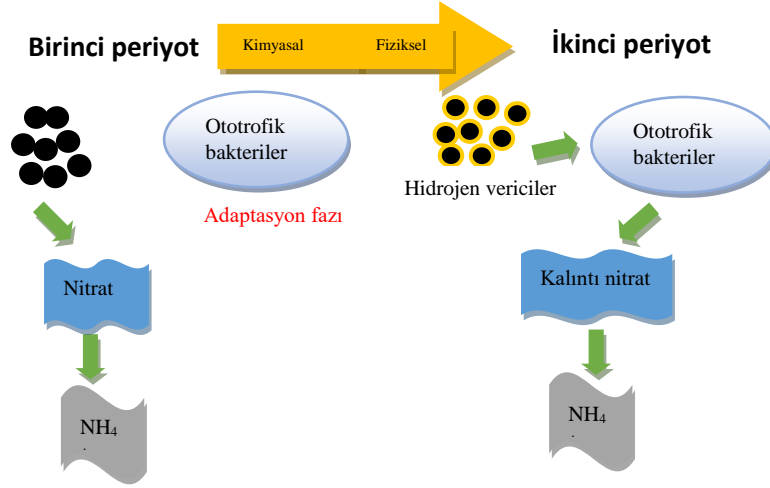 Birinci periyot
Kimyasal
Fiziksel
İkinci periyot
Ototrofik
bakteriler
Adaptasyon fazı
Hidrojen vericiler
Ototrofik
bakteriler
Nitrat
Kalıntı nitrat
NH₄
.
NH₄
.